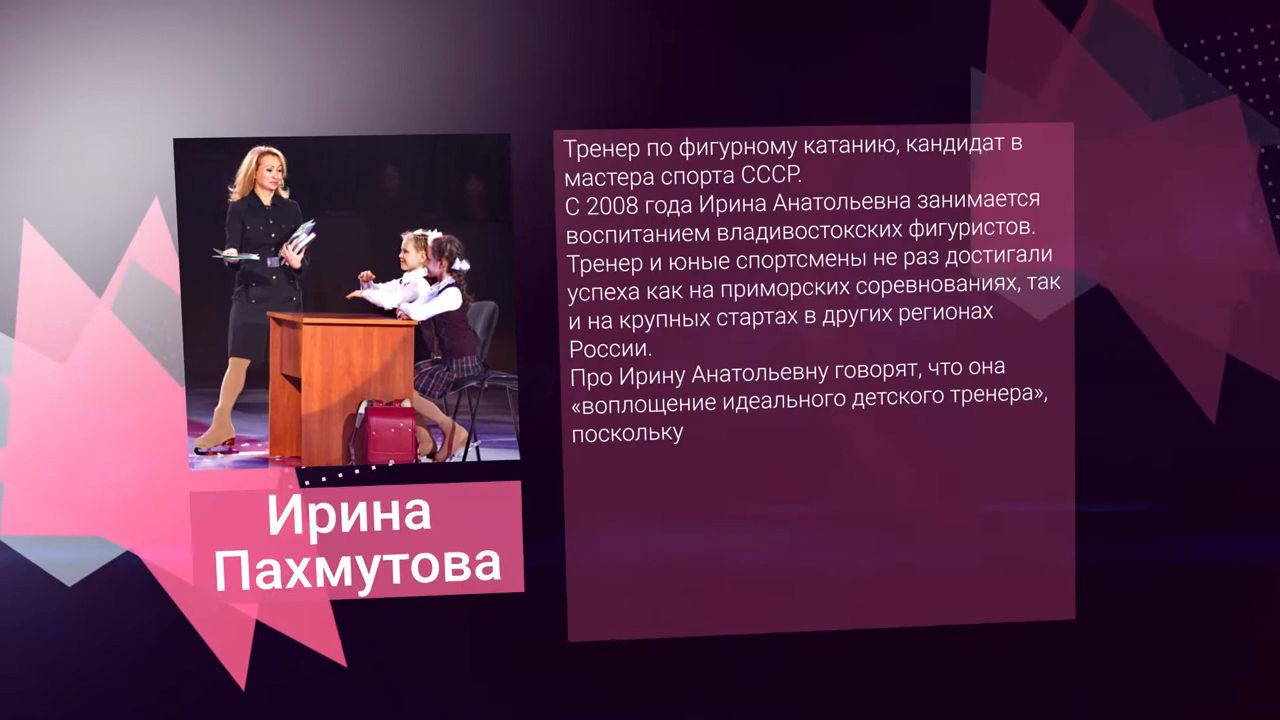 Тренер по фигурному катанию, кандидат в
мастера спорта СССР.
С 2008 года Ирина Анатольевна занимается
воспитанием владивостокских фигуристов.
Тренер и юные спортсмены не раз достигали
успеха как на приморских соревнованиях, так
и на крупных стартах в других регионах
России.
Про Ирину Анатольевну говорят, что она
«воплощение идеального детского тренера»,
поскольку
Ирина
Пахмутова